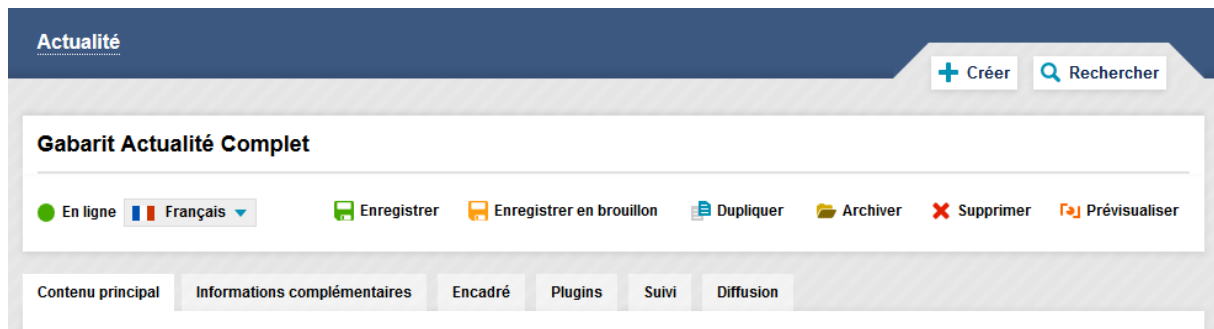 Actualité
Créer Rechercher
Gabarit Actualité Complet
En ligne Français Enregistrer Enregistrer en brouillon Dupliquer Archiver Supprimer Prévisualiser
Contenu principal Informations complémentaires Encadré Plugins Suivi Diffusion